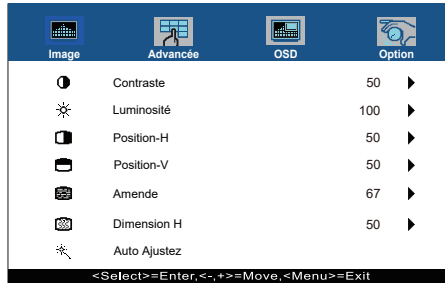 Image Advancée OSD Option
Contraste 50
Luminosité 100
Position-H 50
Position-V 50
Amende 67
Dimension H 50
Auto Ajustez
<Select>=Enter,<-,+>=Move,<Menu>=Exit